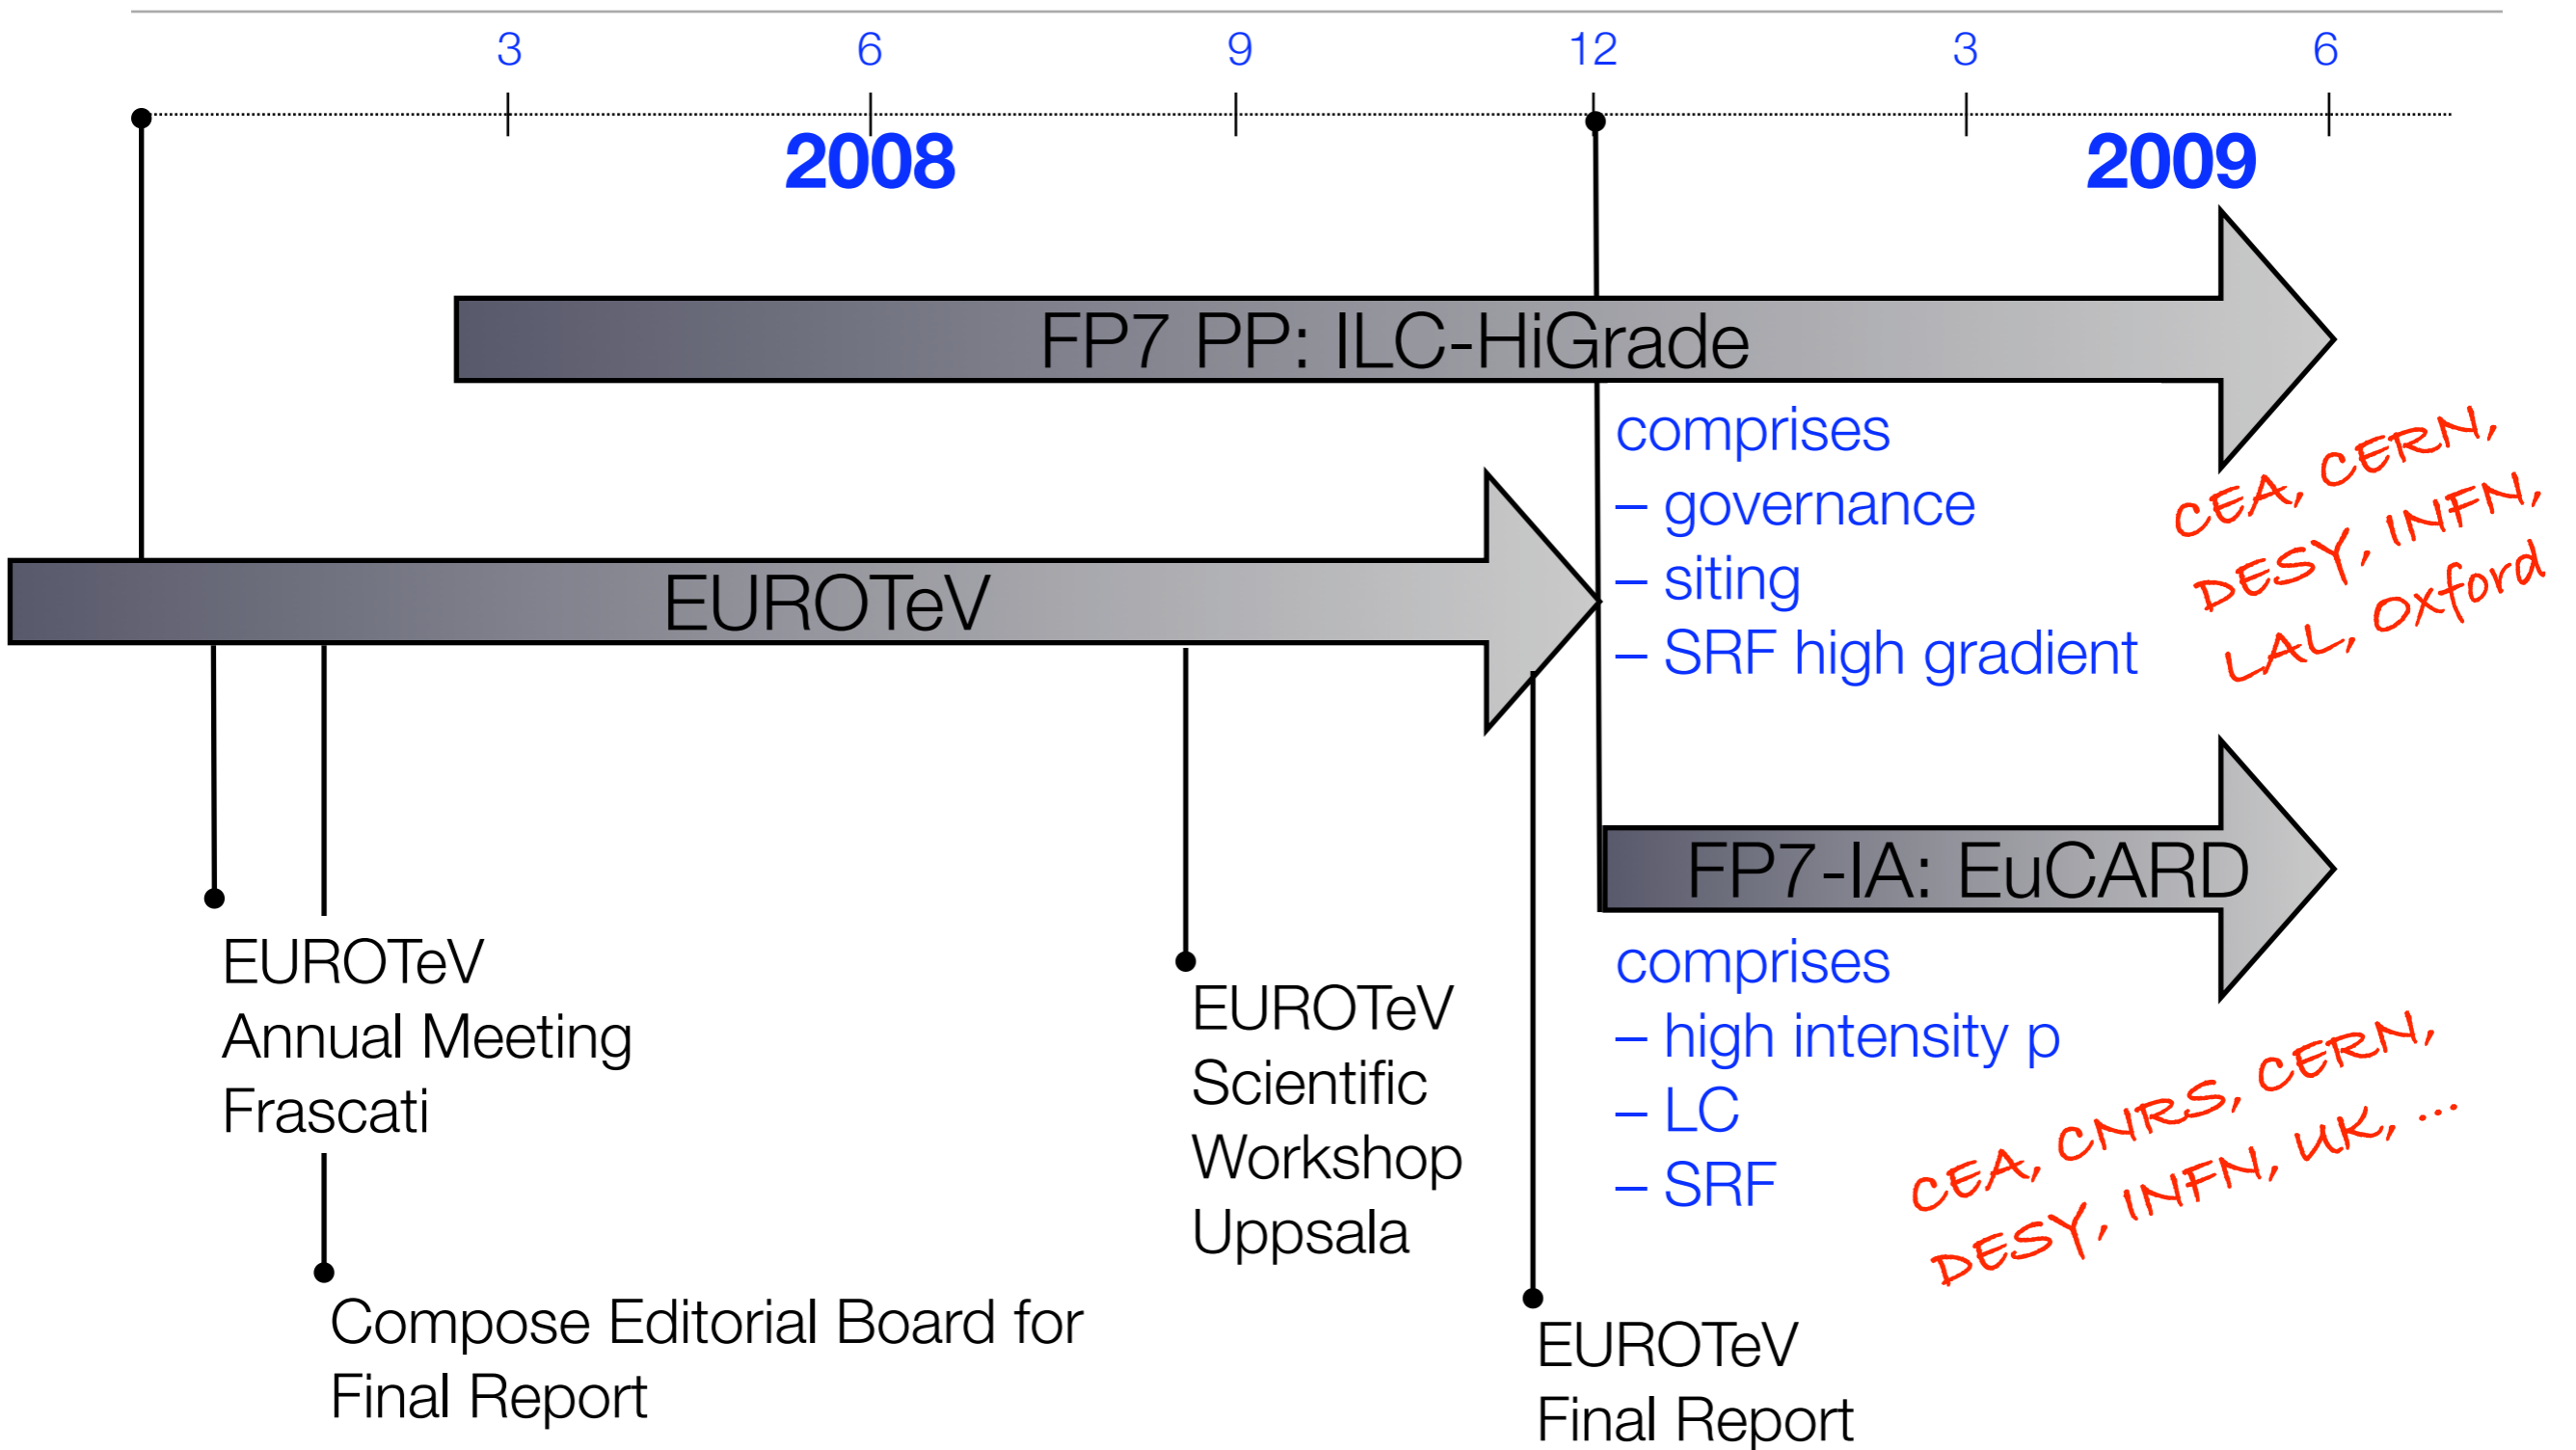 3 6 9 12 3 6
2008 2009
FP7 PP: ILC-HiGrade
comprises
– governance
– siting
– SRF high gradient
CEA, CERN,
DESY, INFN,
LAL, Oxford
EUROTeV
FP7-IA: EuCARD
comprises
– high intensity p
– LC
– SRF
CEA, CNRS, CERN,
DESY, INFN, UK, ...
EUROTeV
Annual Meeting
Frascati
Compose Editorial Board for
Final Report
EUROTeV
Scientific
Workshop
Uppsala
EUROTeV
Final Report